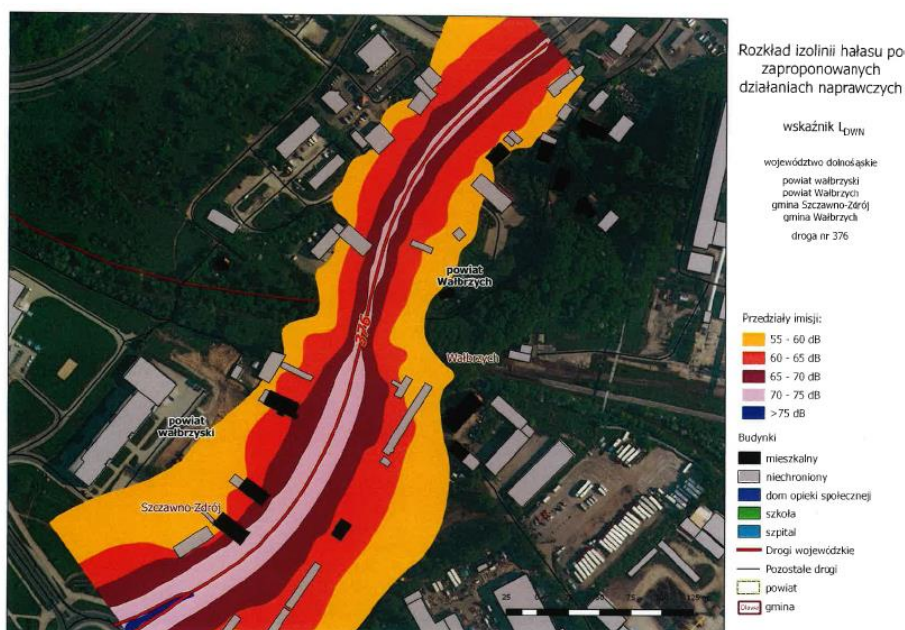 Rozkład izolinii hałasu po
zaproponowanych
działaniach naprawczych
wskaźnik LDWN
województwo dolnośąskie
powiat wałbrzyski
powiat Wałbrzych
gmina Szczawno-Zdrój
gmina Wałbrzych
droga nr 376
Przedziały imisji:
55 - 60 dB
60 - 65 dB
65 - 70 dB
70 - 75 dB
>75 dB
Budynki
mieszkalny
niechroniony
dom opieki społecznej
szkoła
szpital
Drogi wojewódzkie
Pozostałe drogi
powiat
gmina
powiat
Wałbrzych
376
Wałbrzych
powiat
wałbrzyski
Szczawno-Zdrój
25